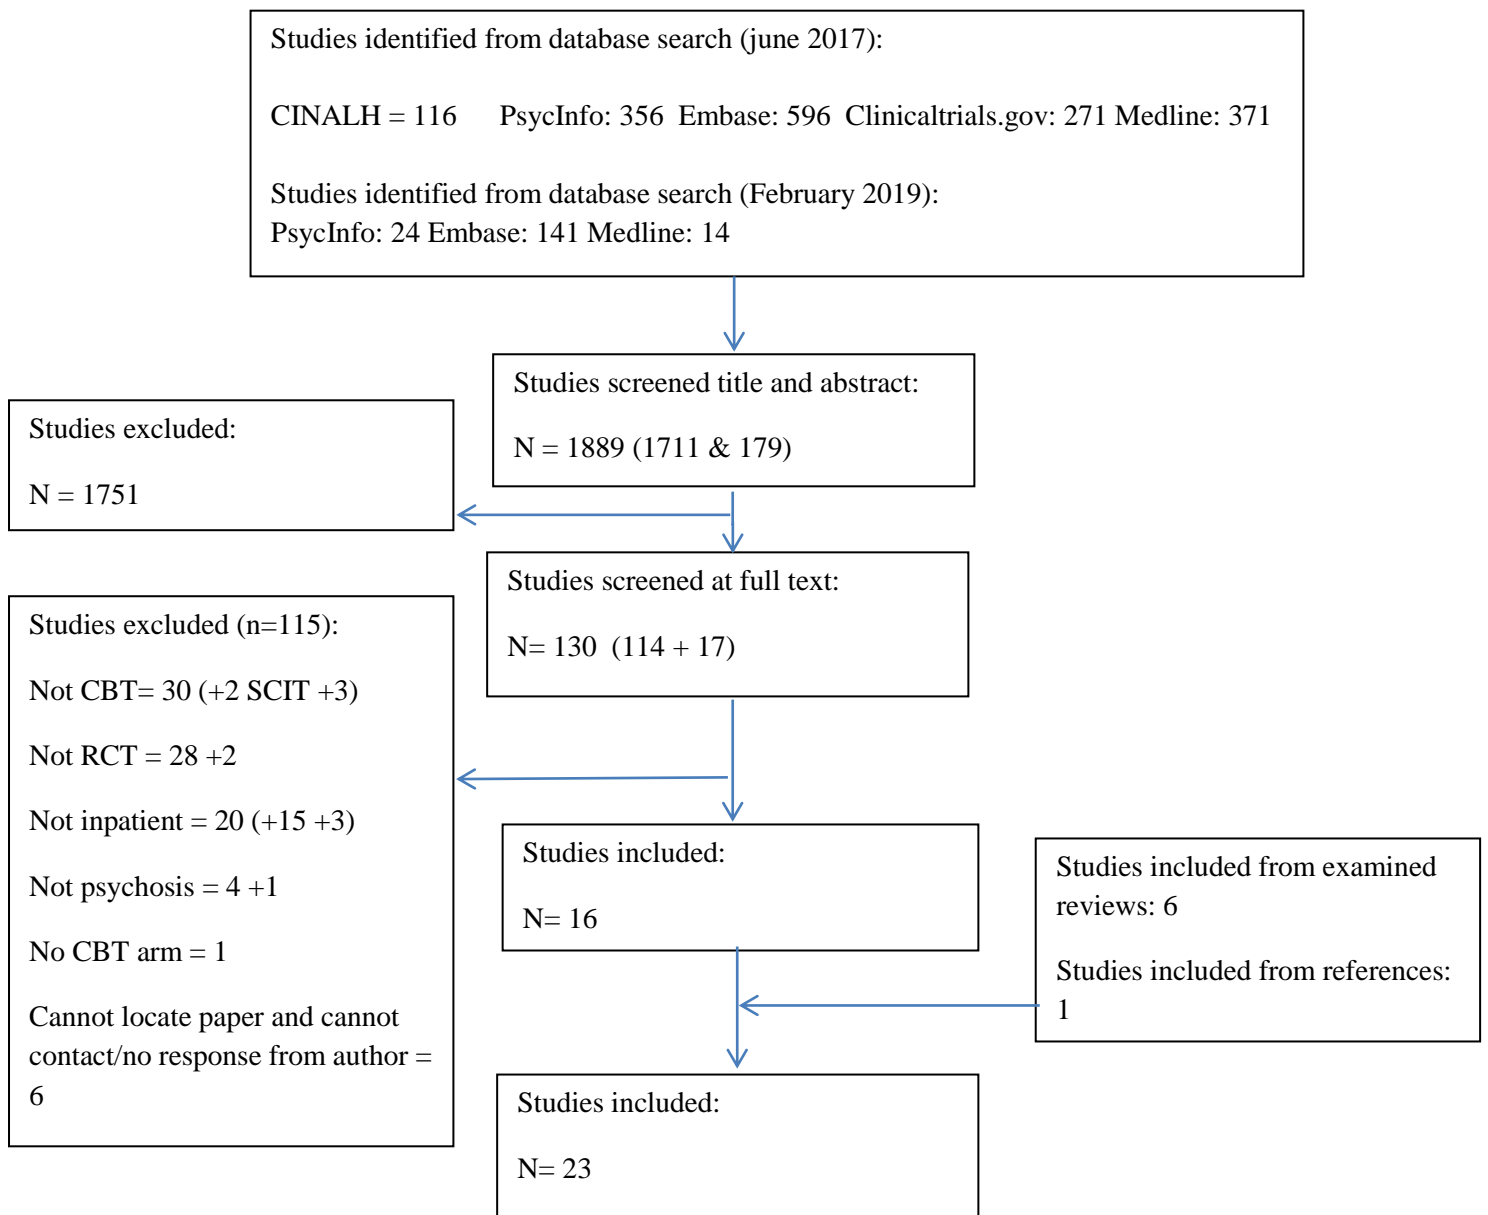 Studies identified from database search (june 2017):
CINALH = 116 PsycInfo: 356 Embase: 596 Clinicaltrials.gov: 271 Medline: 371
Studies identified from database search (February 2019):
PsycInfo: 24 Embase: 141 Medline: 14
Studies screened title and abstract:
N = 1889 (1711 & 179)
Studies excluded:
N = 1751
Studies screened at full text:
N= 130 (114 + 17)
Studies excluded (n=115):
Not CBT= 30 (+2 SCIT +3)
Not RCT = 28 +2
Not inpatient = 20 (+15 +3)
Not psychosis = 4 +1
No CBT arm = 1
Cannot locate paper and cannot
contact/no response from author =
6
Studies included:
N= 16
Studies included from examined
reviews: 6
Studies included from references:
1
Studies included:
N= 23